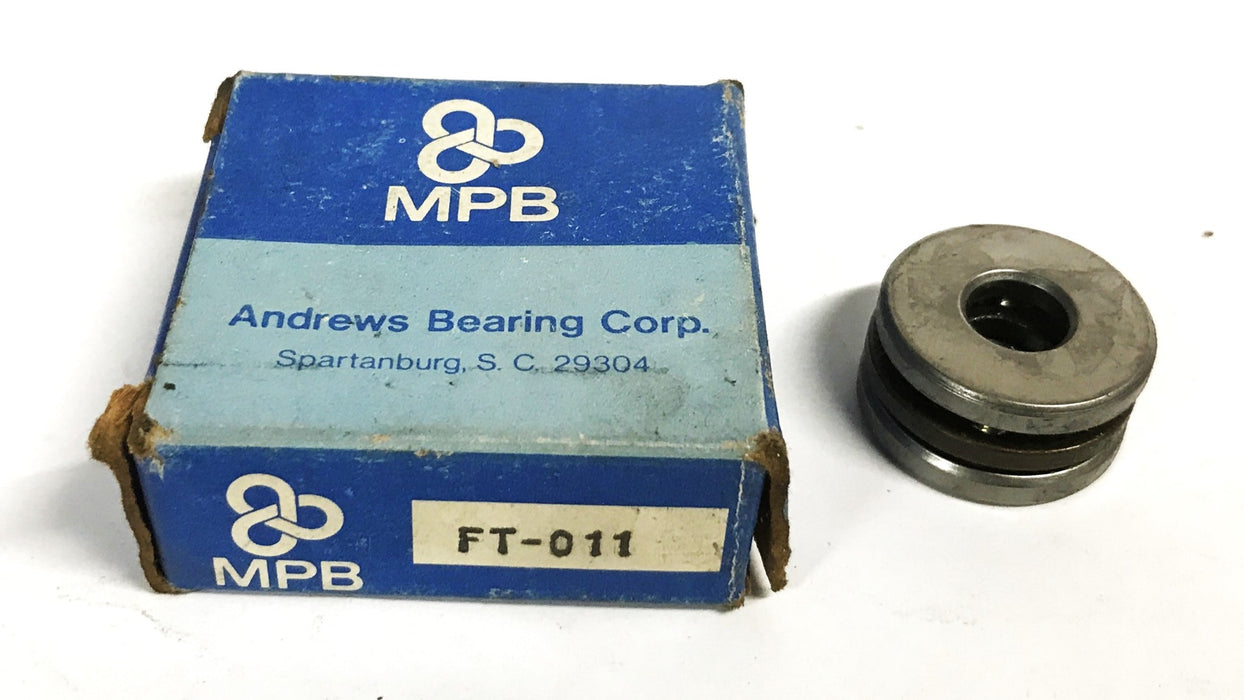 MPB
Andrews Bearing Corp.
Spartanburg, S. C. 29304
MPB
FT-011